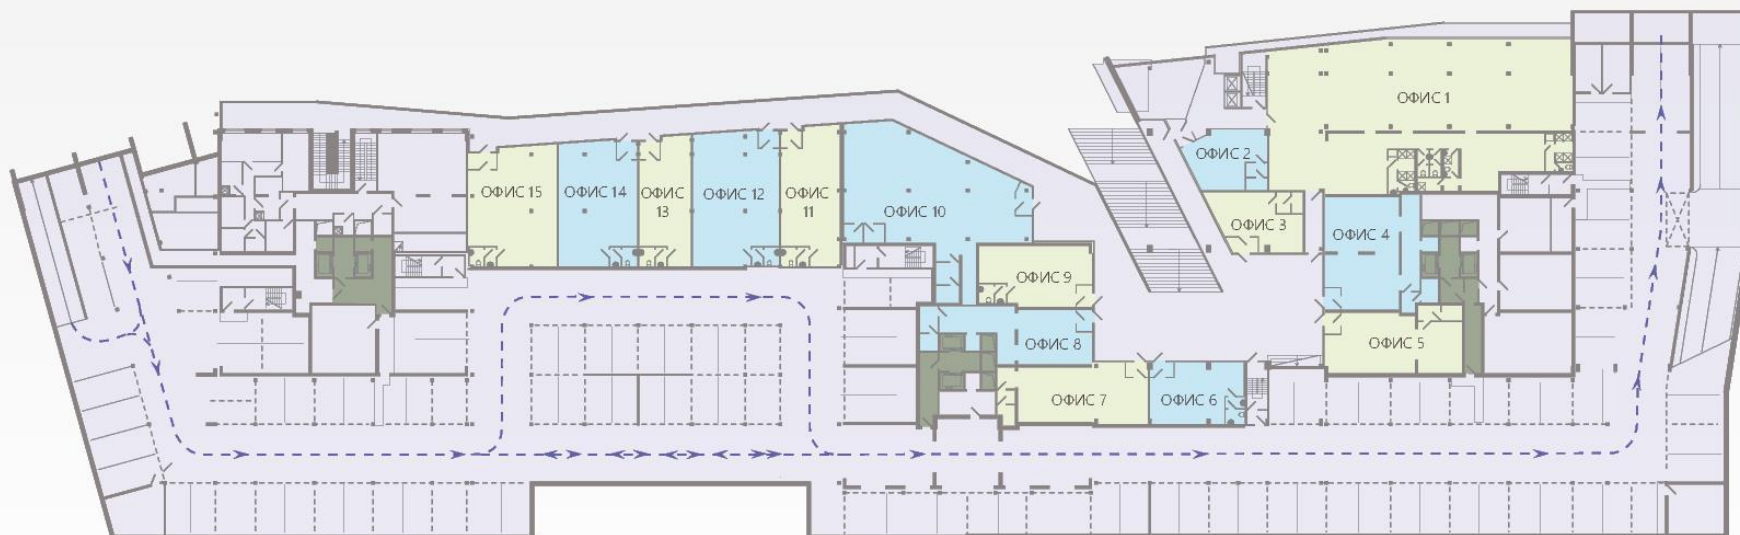 ОФИС 1
ОФИС 2
ОФИС 15
ОФИС 14
ОФИС
13
ОФИС 12
ОФИС
11
ОФИС 10
ОФИС 3
ОФИС 4
ОФИС 9
ОФИС 8
ОФИС 5
ОФИС 7
ОФИС 6